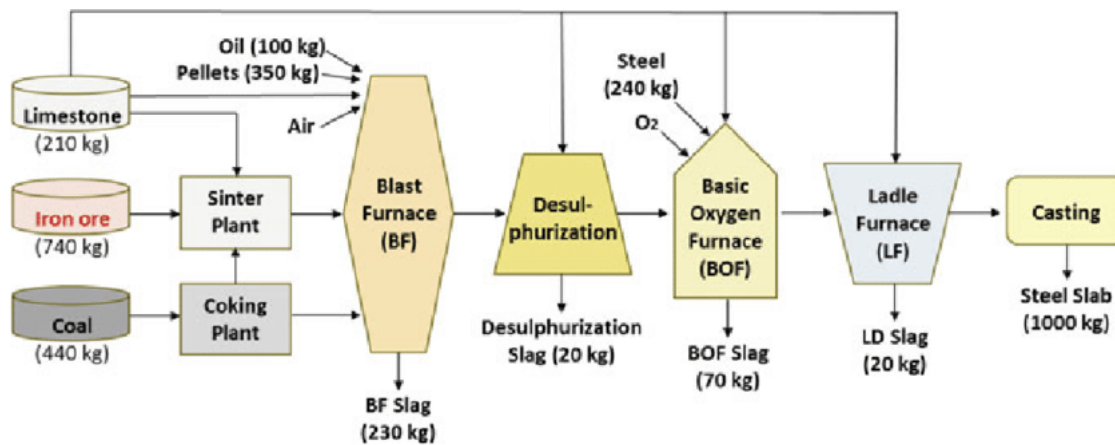 Oil (100 kg)
Pellets (350 kg)
Air
Limestone
(210 kg)
Iron ore
(740 kg)
Coal
(440 kg)
Sinter
Plant
Coking
Plant
Blast
Furnace
(BF)
BF Slag
(230 kg)
Desul-
phurization
Desulphurization
Slag (20 kg)
Steel
(240 kg)
O2
Basic
Oxygen
Furnace
(BOF)
BOF Slag
(70 kg)
Ladle
Furnace
(LF)
LD Slag
(20 kg)
Casting
Steel Slab
(1000 kg)